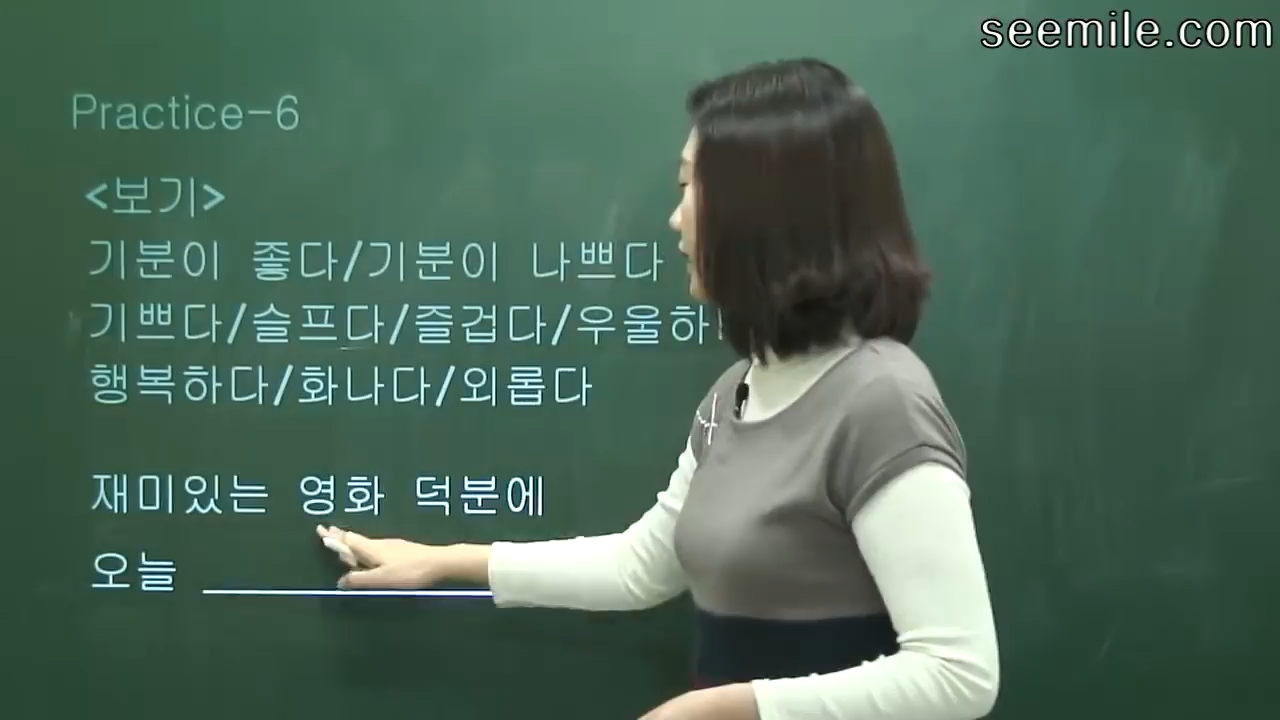 seemile.com
Practice-6
<보기>
기분이 좋다/기분이 나쁘다
기쁘다/슬프다/즐겁다/우울하
행복하다/화나다/외롭다
재미있는 영화 덕분에
오늘